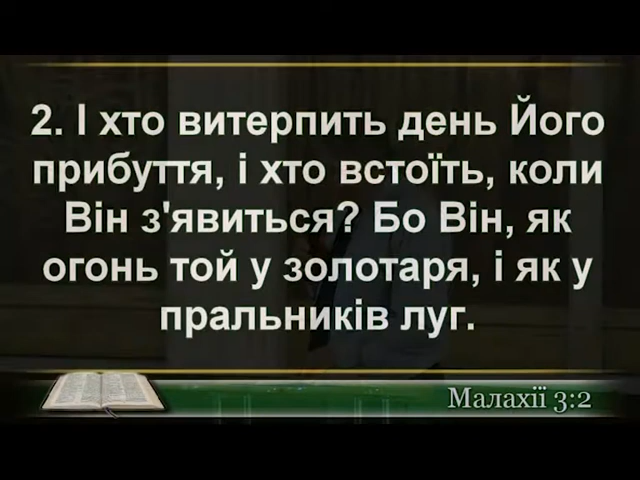 2. І хто витерпить день Його
прибуття, і хто встоїть, коли
Він з'явиться? Бо Він, як
огонь той у золотаря, і як у
пральників луг.
Малахії 3:2